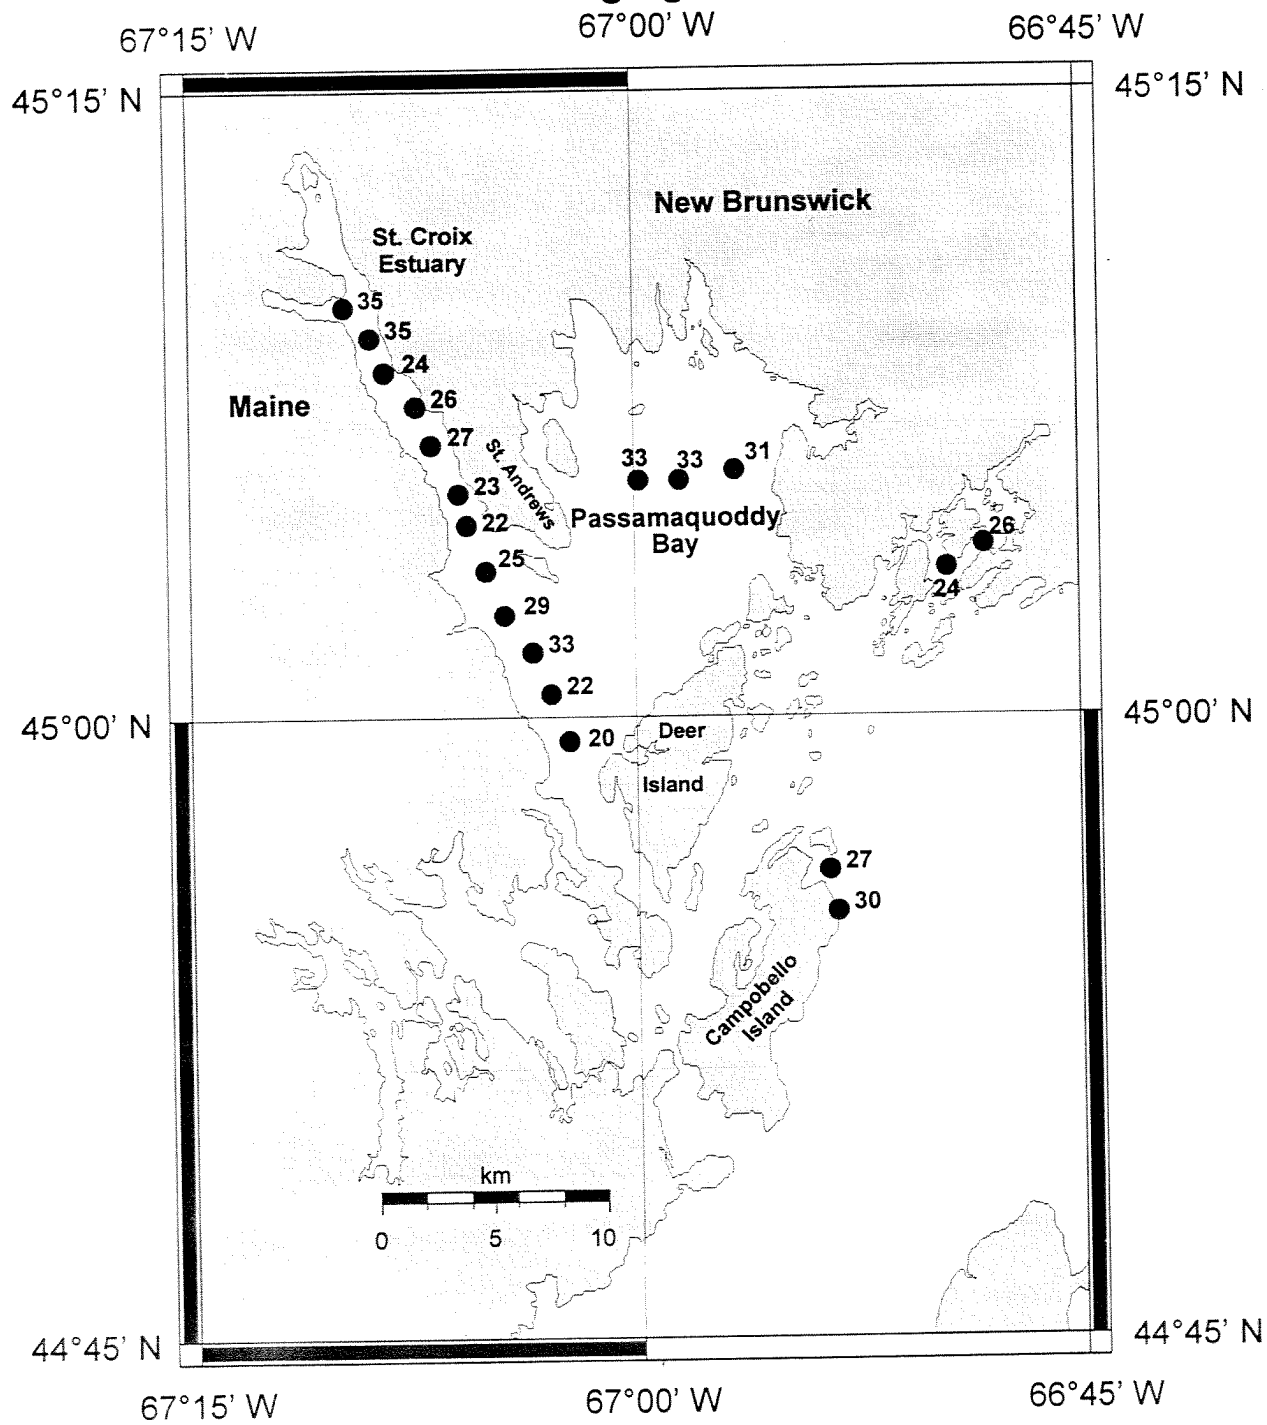 67°15' W
67°00' W
66°45' W
45°15' N
45°15' N
New Brunswick
St. Croix
Estuary
35
35
24
Maine
26
27
St. Andrews
33
33
31
23
22
Passamaquoddy
Bay
26
25
24
29
33
22
45°00' N
45°00' N
20
Deer
Island
27
30
Campobello
Island
km
0
5
10
44°45' N
44°45' N
67°15' W
67°00' W
66°45' W